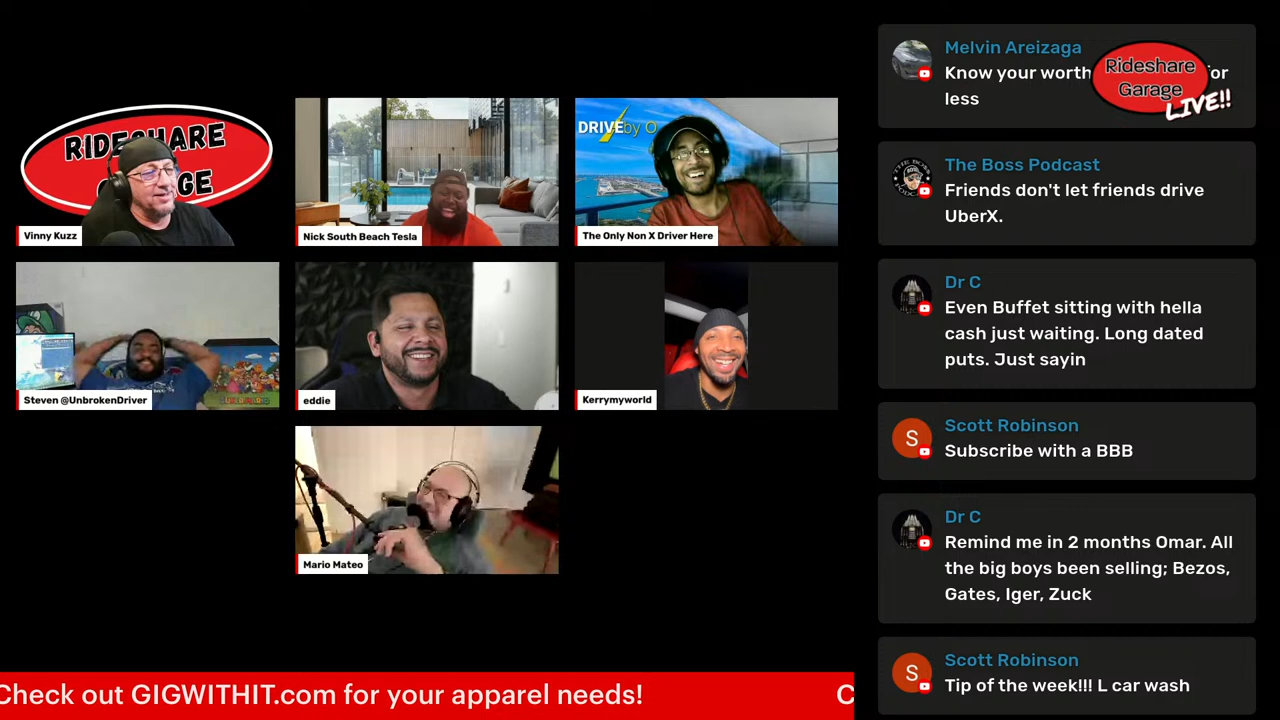 RIDESHARE
GE
Vinny Kuzz
Nick South Beach Tesla
DRIVEby O
The Only Non X Driver Here
Steven @UnbrokenDriver
eddie
Kerrymyworld
Mario Mateo
Check out GIGWITHIT.com for your apparel needs!
C
Melvin Areizaga
Know your worth or
less
Rideshare
Garage
LIVE!!
The Boss Podcast
Friends don't let friends drive
UberX.
Dr C
Even Buffet sitting with hella
cash just waiting. Long dated
puts. Just sayin
S
Scott Robinson
Subscribe with a BBB
Dr C
Remind me in 2 months Omar. All
the big boys been selling; Bezos,
Gates, Iger, Zuck
S
Scott Robinson
Tip of the week!!! L car wash